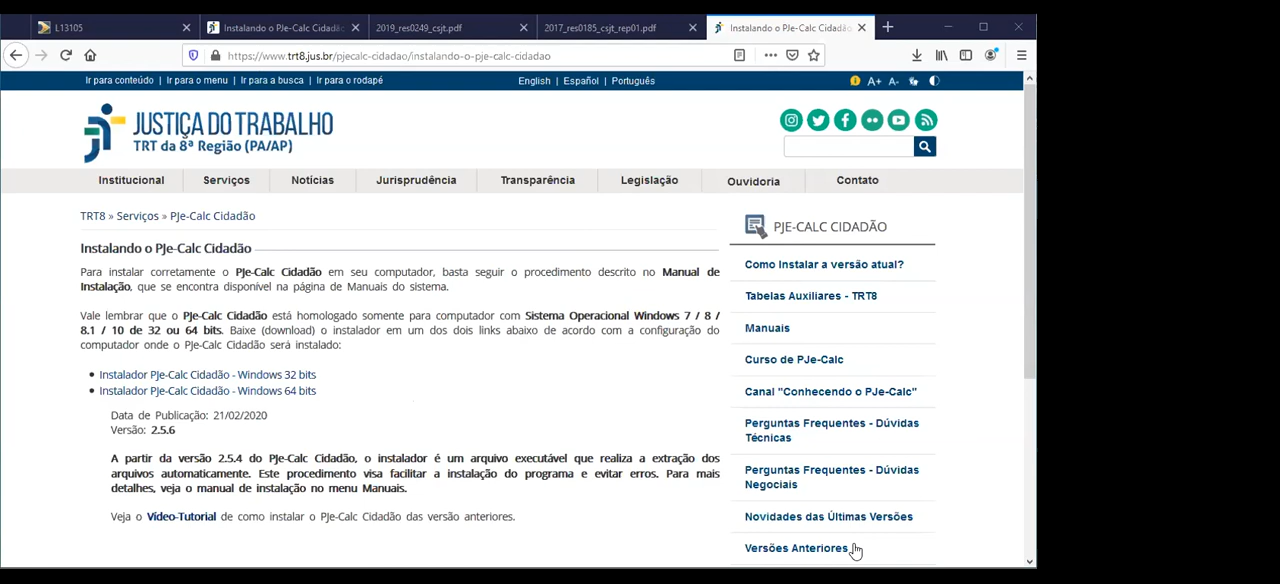 L13105
Instalando o PJe-Calc Cidadã
2019_res0249_csjt.pdf
2017_res0185_csjt_rep01.pdf
Instalando o PJe-Calc Cidadão
https://www.trt8.jus.br/pjecalc-cidadao/instalando-o-pje-calc-cidadao
Ir para conteúdo | Ir para o menu | Ir para a busca | Ir para o rodapé
English | Español | Português
A+ A-
JUSTIÇA DO TRABALHO
TRT da 8ª Região (PA/AP)
Institucional Serviços Notícias Jurisprudência Transparência Legislação Ouvidoria Contato
TRT8 » Serviços » PJe-Calc Cidadão
Instalando o PJe-Calc Cidadão
Para instalar corretamente o PJe-Calc Cidadão em seu computador, basta seguir o procedimento descrito no Manual de
Instalação, que se encontra disponível na página de Manuais do sistema.
Vale lembrar que o PJe-Calc Cidadão está homologado somente para computador com Sistema Operacional Windows 7 / 8 /
8.1 / 10 de 32 ou 64 bits. Baixe (download) o instalador em um dos dois links abaixo de acordo com a configuração do
computador onde o PJe-Calc Cidadão será instalado:
• Instalador PJe-Calc Cidadão - Windows 32 bits
• Instalador PJe-Calc Cidadão - Windows 64 bits
Data de Publicação: 21/02/2020
Versão: 2.5.6
A partir da versão 2.5.4 do PJe-Calc Cidadão, o instalador é um arquivo executável que realiza a extração dos
arquivos automaticamente. Este procedimento visa facilitar a instalação do programa e evitar erros. Para mais
detalhes, veja o manual de instalação no menu Manuais.
Veja o Vídeo-Tutorial de como instalar o PJe-Calc Cidadão das versão anteriores.
PJE-CALC CIDADÃO
Como Instalar a versão atual?
Tabelas Auxiliares - TRT8
Manuais
Curso de PJe-Calc
Canal "Conhecendo o PJe-Calc"
Perguntas Frequentes - Dúvidas
Técnicas
Perguntas Frequentes - Dúvidas
Negociais
Novidades das Últimas Versões
Versões Anteriores